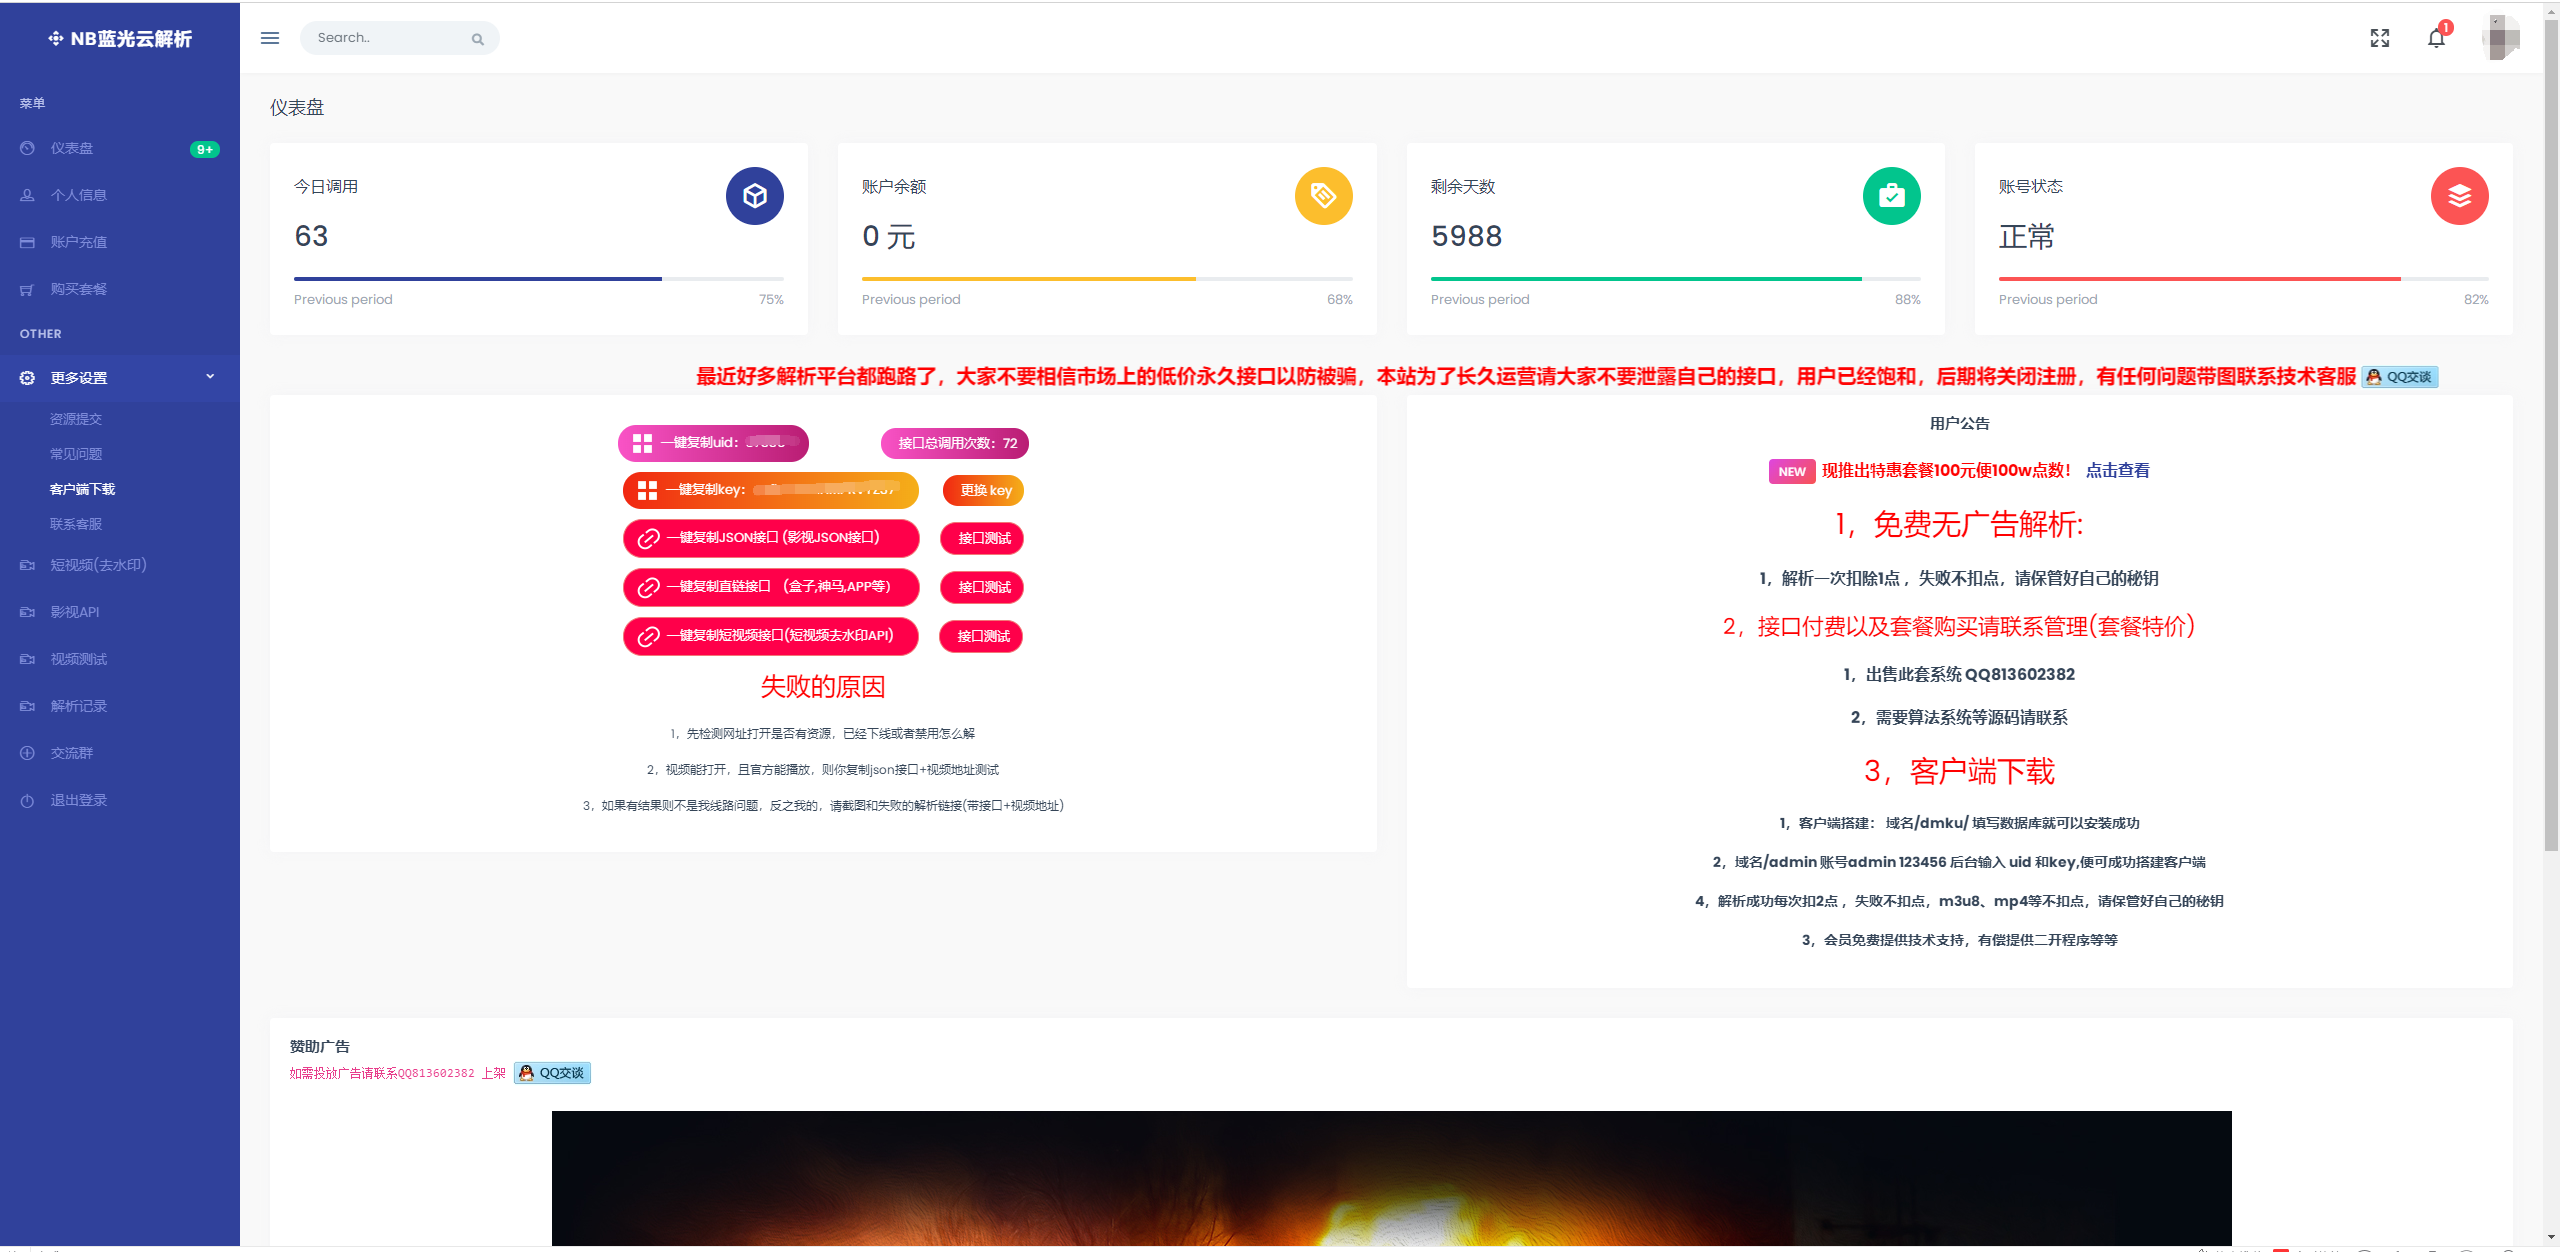 NB蓝光云解析
菜单
仪表盘
9+
个人信息
账户充值
购买套餐
OTHER
更多设置
资源提交
常见问题
客户端下载
联系客服
短视频(去水印)
影视API
视频测试
解析记录
交流群
退出登录
Search..
1
仪表盘
今日调用
63
Previous period 75%
账户余额
0 元
Previous period 68%
剩余天数
5988
Previous period 88%
账号状态
正常
Previous period 82%
最近好多解析平台都跑路了，大家不要相信市场上的低价永久接口以防被骗，本站为了长久运营请大家不要泄露自己的接口，用户已经饱和，后期将关闭注册，有任何问题带图联系技术客服 QQ交谈
一键复制uid：
接口总调用次数：72
一键复制key：
更换 key
一键复制JSON接口 (影视JSON接口)
接口测试
一键复制直链接口 （盒子,神马,APP等）
接口测试
一键复制短视频接口(短视频去水印API)
接口测试
失败的原因
1，先检测网址打开是否有资源，已经下线或者禁用怎么解
2，视频能打开，且官方能播放，则你复制json接口+视频地址测试
3，如果有结果则不是我线路问题，反之我的，请截图和失败的解析链接(带接口+视频地址)
用户公告
NEW 现推出特惠套餐100元便100w点数！ 点击查看
1，免费无广告解析:
1，解析一次扣除1点 ，失败不扣点，请保管好自己的秘钥
2，接口付费以及套餐购买请联系管理(套餐特价)
1，出售此套系统 QQ813602382
2，需要算法系统等源码请联系
3，客户端下载
1，客户端搭建： 域名/dmku/ 填写数据库就可以安装成功
2，域名/admin 账号admin 123456 后台输入 uid 和key,便可成功搭建客户端
4，解析成功每次扣2点 ，失败不扣点，m3u8、mp4等不扣点，请保管好自己的秘钥
3，会员免费提供技术支持，有偿提供二开程序等等
赞助广告
如需投放广告请联系QQ813602382 上架 QQ交谈